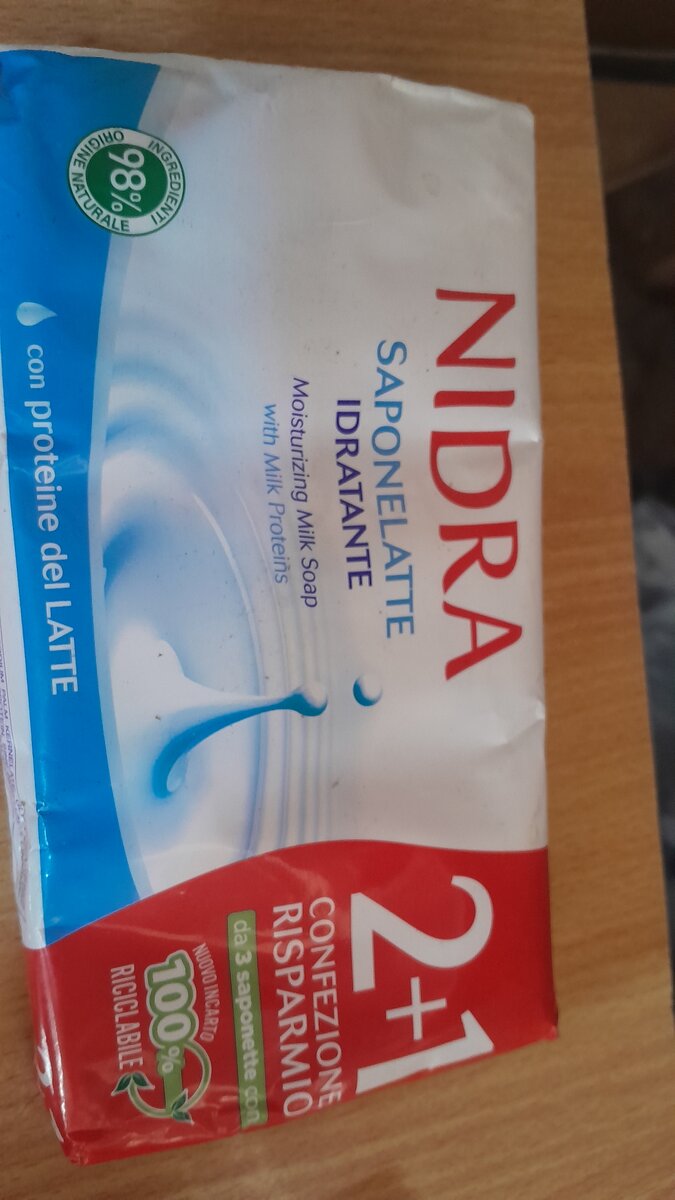 NIDRA
SAPONELATTE
IDRATANTE
Moisturizing Milk Soap
with Milk Proteins
INGREDIENTI
98%
ORIGINE NATURALE
con proteine del LATTE
2+1
CONFEZIONE
RISPARMIO
da 3 saponette con
NUOVO INCARTO
100%
RICICLABILE